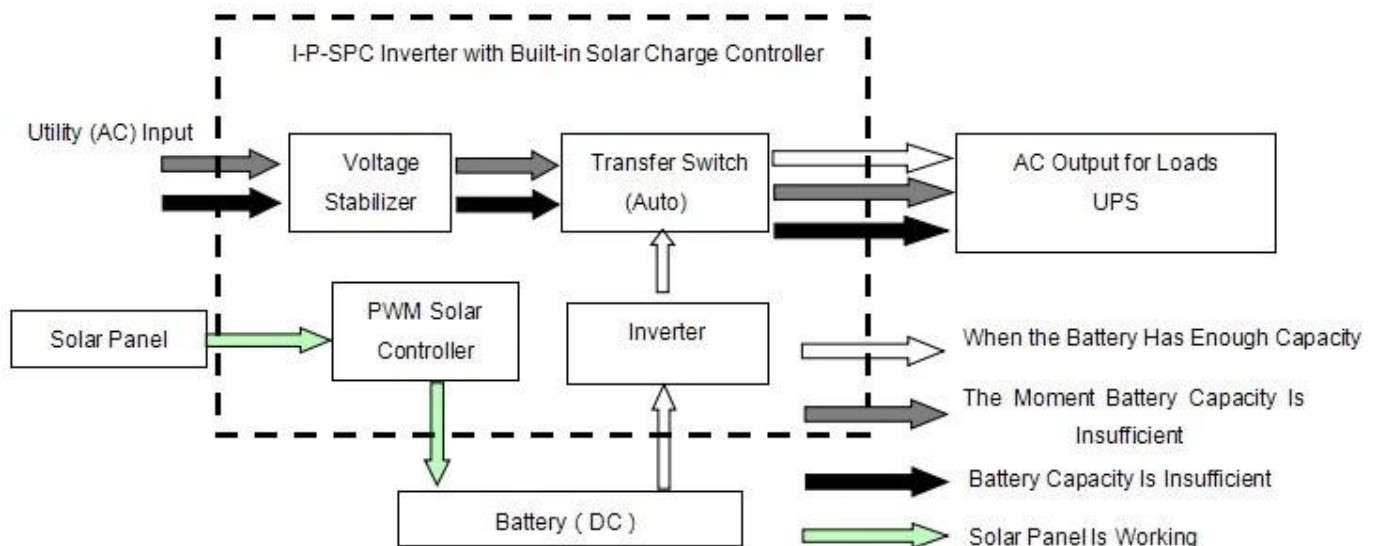 I-P-SPC Inverter with Built-in Solar Charge Controller
Utility (AC) Input
Voltage
Stabilizer
Transfer Switch
(Auto)
AC Output for Loads
UPS
Solar Panel
PWM Solar
Controller
Inverter
Battery ( DC )
When the Battery Has Enough Capacity
The Moment Battery Capacity Is
Insufficient
Battery Capacity Is Insufficient
Solar Panel Is Working